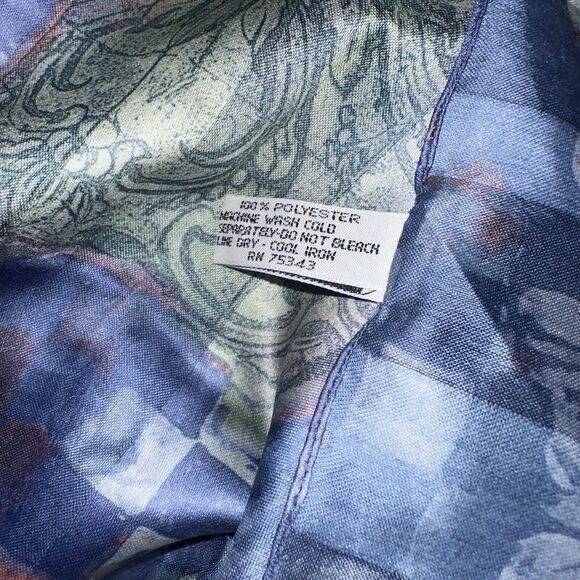 100% POLYESTER
MACHINE WASH COLD
SEPARATELY-DO NOT BLEACH
LINE DRY - COOL IRON
RN 75343